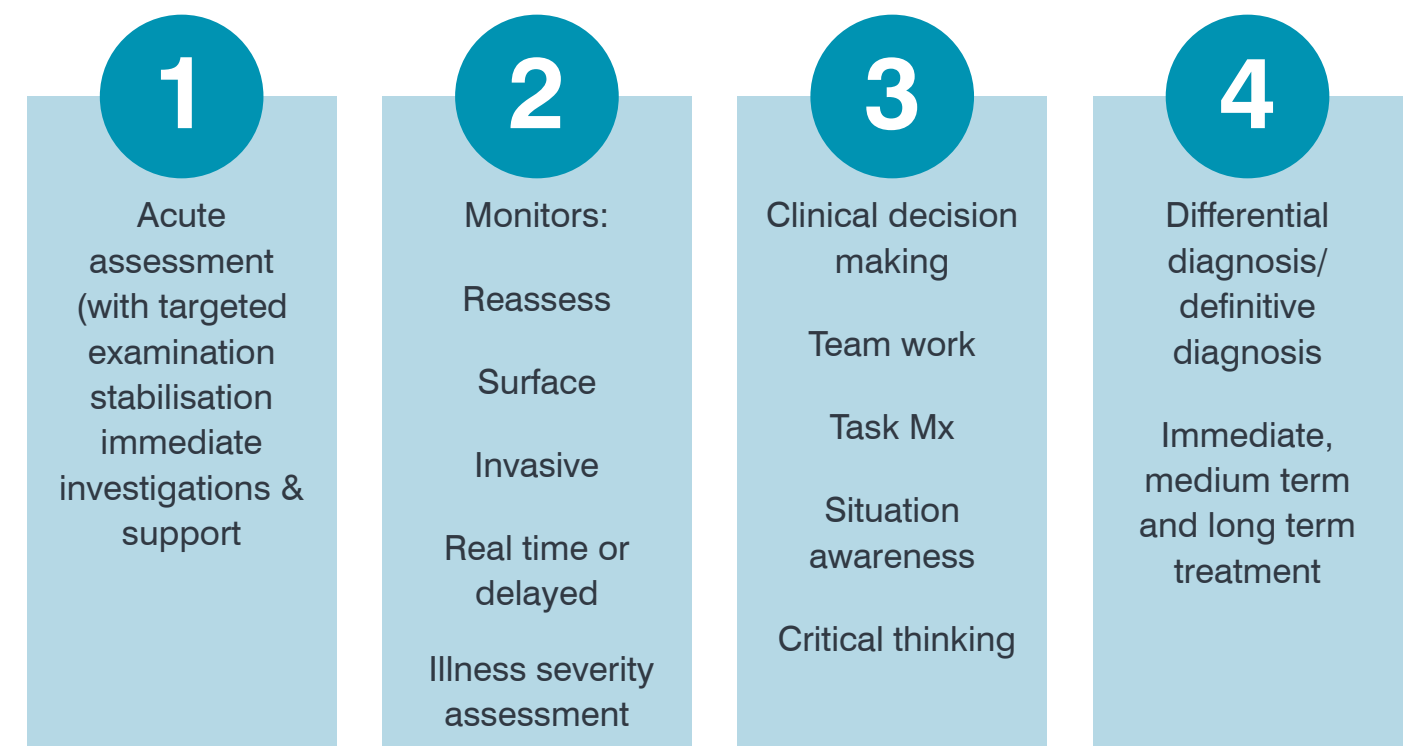 1
Acute
assessment
(with targeted
examination
stabilisation
immediate
investigations &
support
2
Monitors:
Reassess
Surface
Invasive
Real time or
delayed
Illness severity
assessment
3
Clinical decision
making
Team work
Task Mx
Situation
awareness
Critical thinking
4
Differential
diagnosis/
definitive
diagnosis
Immediate,
medium term
and long term
treatment